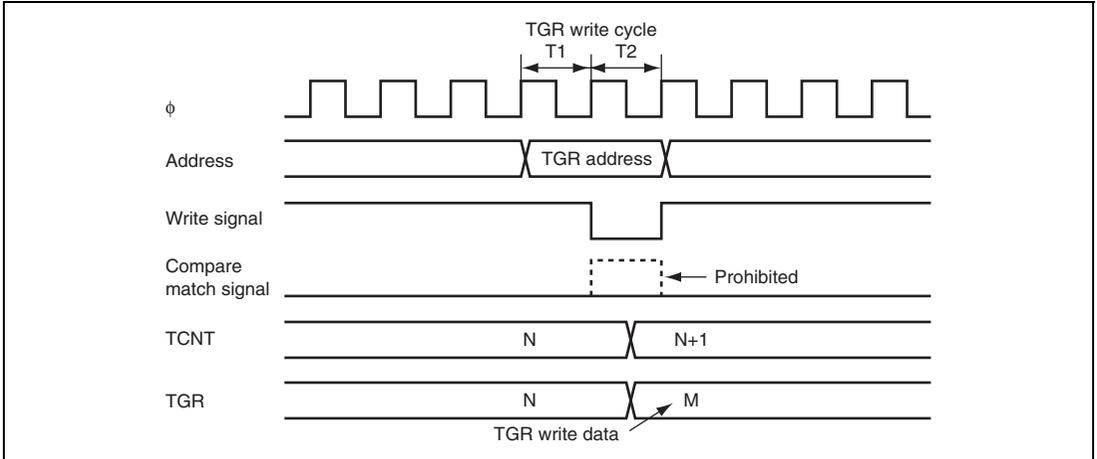 TGR write cycle
T1 T2
ϕ
Address TGR address
Write signal
Compare
match signal
Prohibited
TCNT N N+1
TGR N M
TGR write data